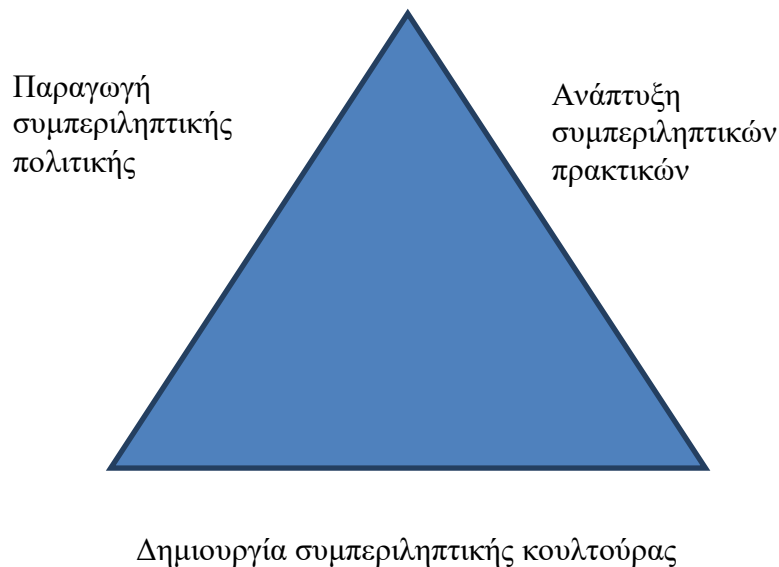 Παραγωγή
συμπεριληπτικής
πολιτικής
Ανάπτυξη
συμπεριληπτικών
πρακτικών
Δημιουργία συμπεριληπτικής κουλτούρας